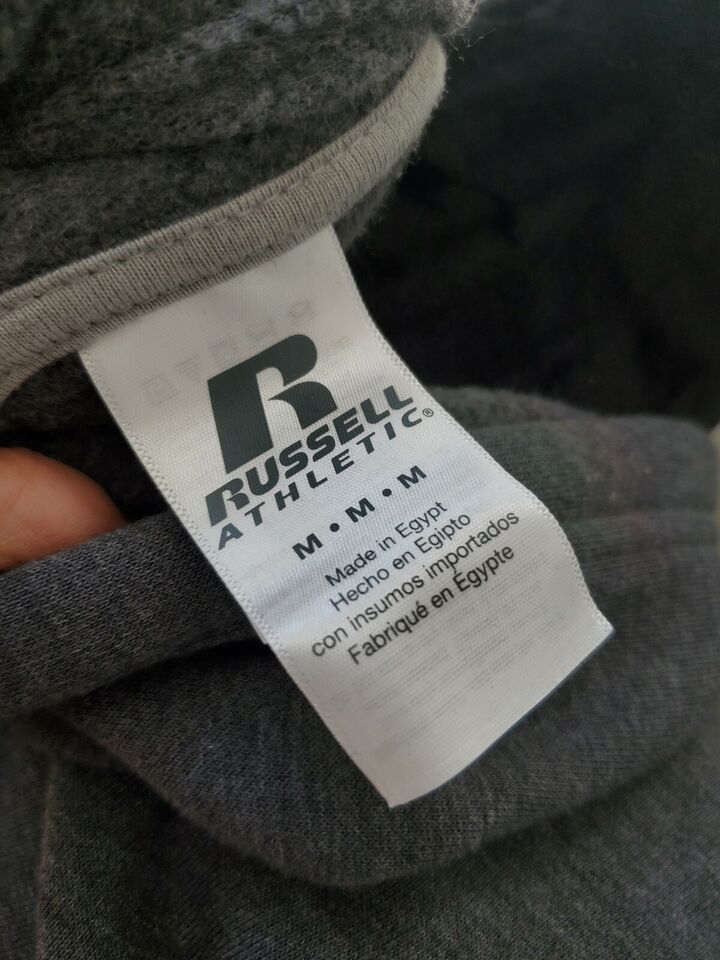 R
RUSSELL
ATHLETIC®
M • M • M
Made in Egypt
Hecho en Egipto
con insumos importados
Fabriqué en Égypte